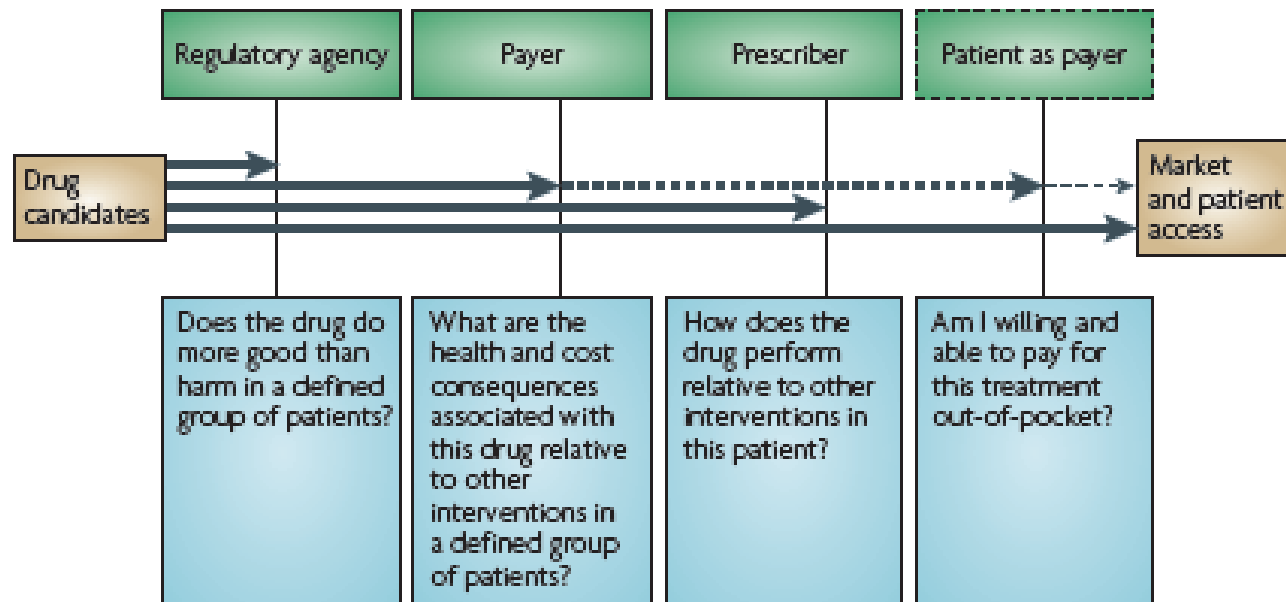 Regulatory agency
Payer
Prescriber
Patient as payer
Drug
candidates
Market
and patient
access
Does the drug do
more good than
harm in a defined
group of patients?
What are the
health and cost
consequences
associated with
this drug relative
to other
interventions in
a defined group
of patients?
How does the
drug perform
relative to other
interventions in
this patient?
Am I willing and
able to pay for
this treatment
out-of-pocket?